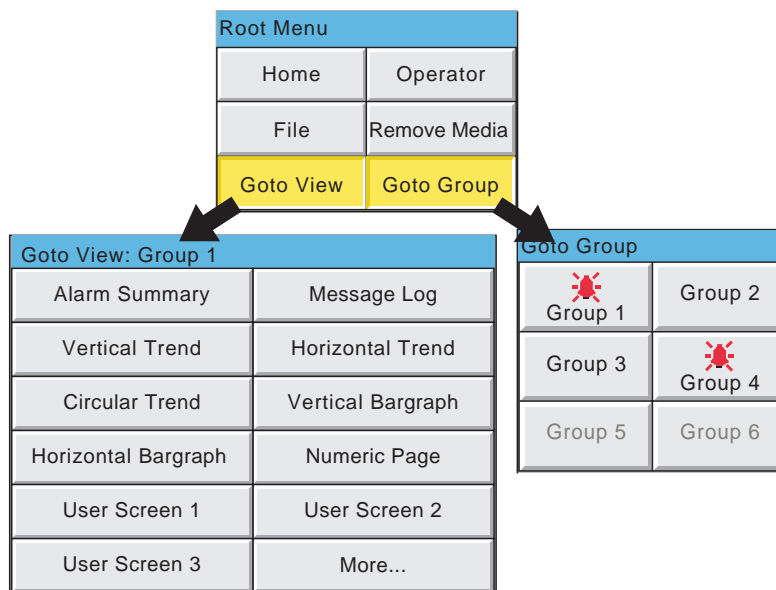 Root Menu
Home
Operator
File
Remove Media
Goto View
Goto Group
Goto View: Group 1
Alarm Summary
Message Log
Vertical Trend
Horizontal Trend
Circular Trend
Vertical Bargraph
Horizontal Bargraph
Numeric Page
User Screen 1
User Screen 2
User Screen 3
More...
Goto Group
Group 1
Group 2
Group 3
Group 4
Group 5
Group 6